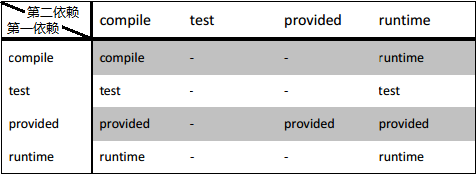 第二依赖 compile test provided runtime
第一依赖
compile compile - - runtime
test test - - test
provided provided - provided provided
runtime runtime - - runtime